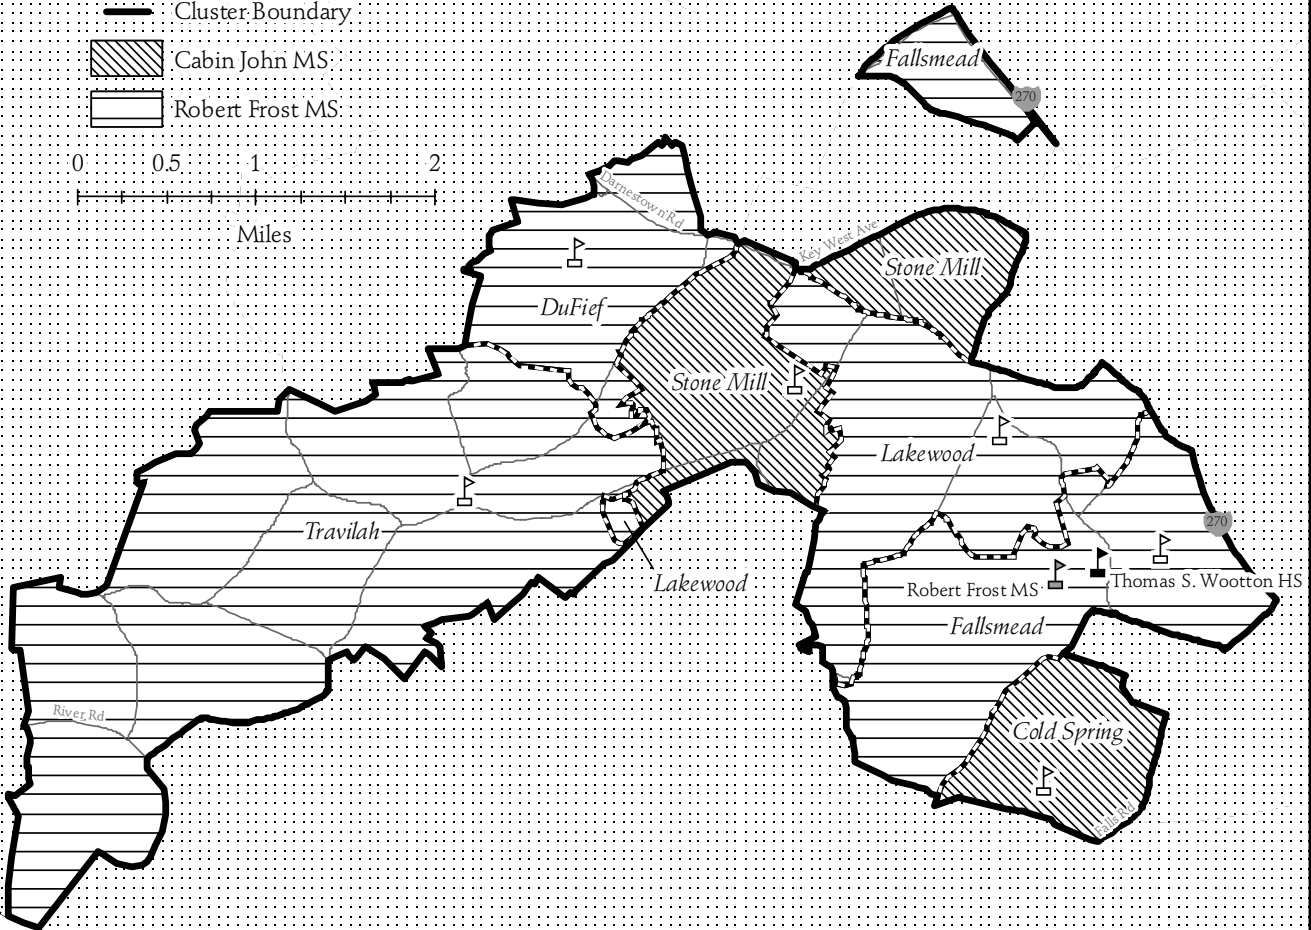 Cluster Boundary
Cabin John MS
Robert Frost MS
0 0.5 1 2
Miles
Fallsmead
270
Darnestown Rd
Key West Ave
Stone Mill
DuFief
Stone Mill
Lakewood
Travilah
270
Lakewood
Robert Frost MS
Thomas S. Wootton HS
Fallsmead
River Rd
Cold Spring
Falls Rd